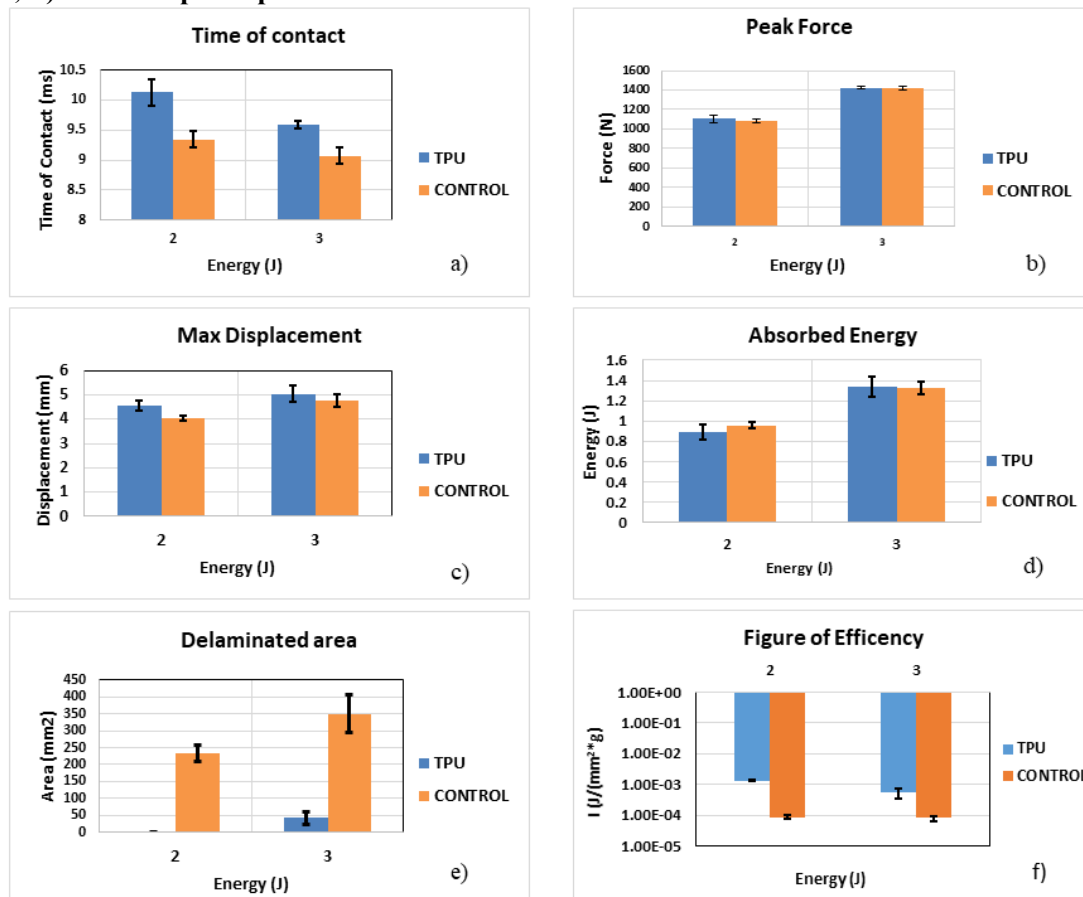 Time of contact
Time of Contact (ms)
10.5
10
9.5
9
8.5
8
2
3
Energy (J)
TPU
CONTROL
a)
Peak Force
Force (N)
1600
1400
1200
1000
800
600
400
200
0
2
3
Energy (J)
TPU
CONTROL
b)
Max Displacement
Displacement (mm)
6
5
4
3
2
1
0
2
3
Energy (J)
TPU
CONTROL
c)
Absorbed Energy
Energy (J)
1.6
1.4
1.2
1
0.8
0.6
0.4
0.2
0
2
3
Energy (J)
TPU
CONTROL
d)
Delaminated area
Area (mm2)
450
400
350
300
250
200
150
100
50
0
2
3
Energy (J)
TPU
CONTROL
e)
Figure of Efficency
2
3
I (J/(mm²*g)
1.00E+00
1.00E-01
1.00E-02
1.00E-03
1.00E-04
1.00E-05
Energy (J)
TPU
CONTROL
f)